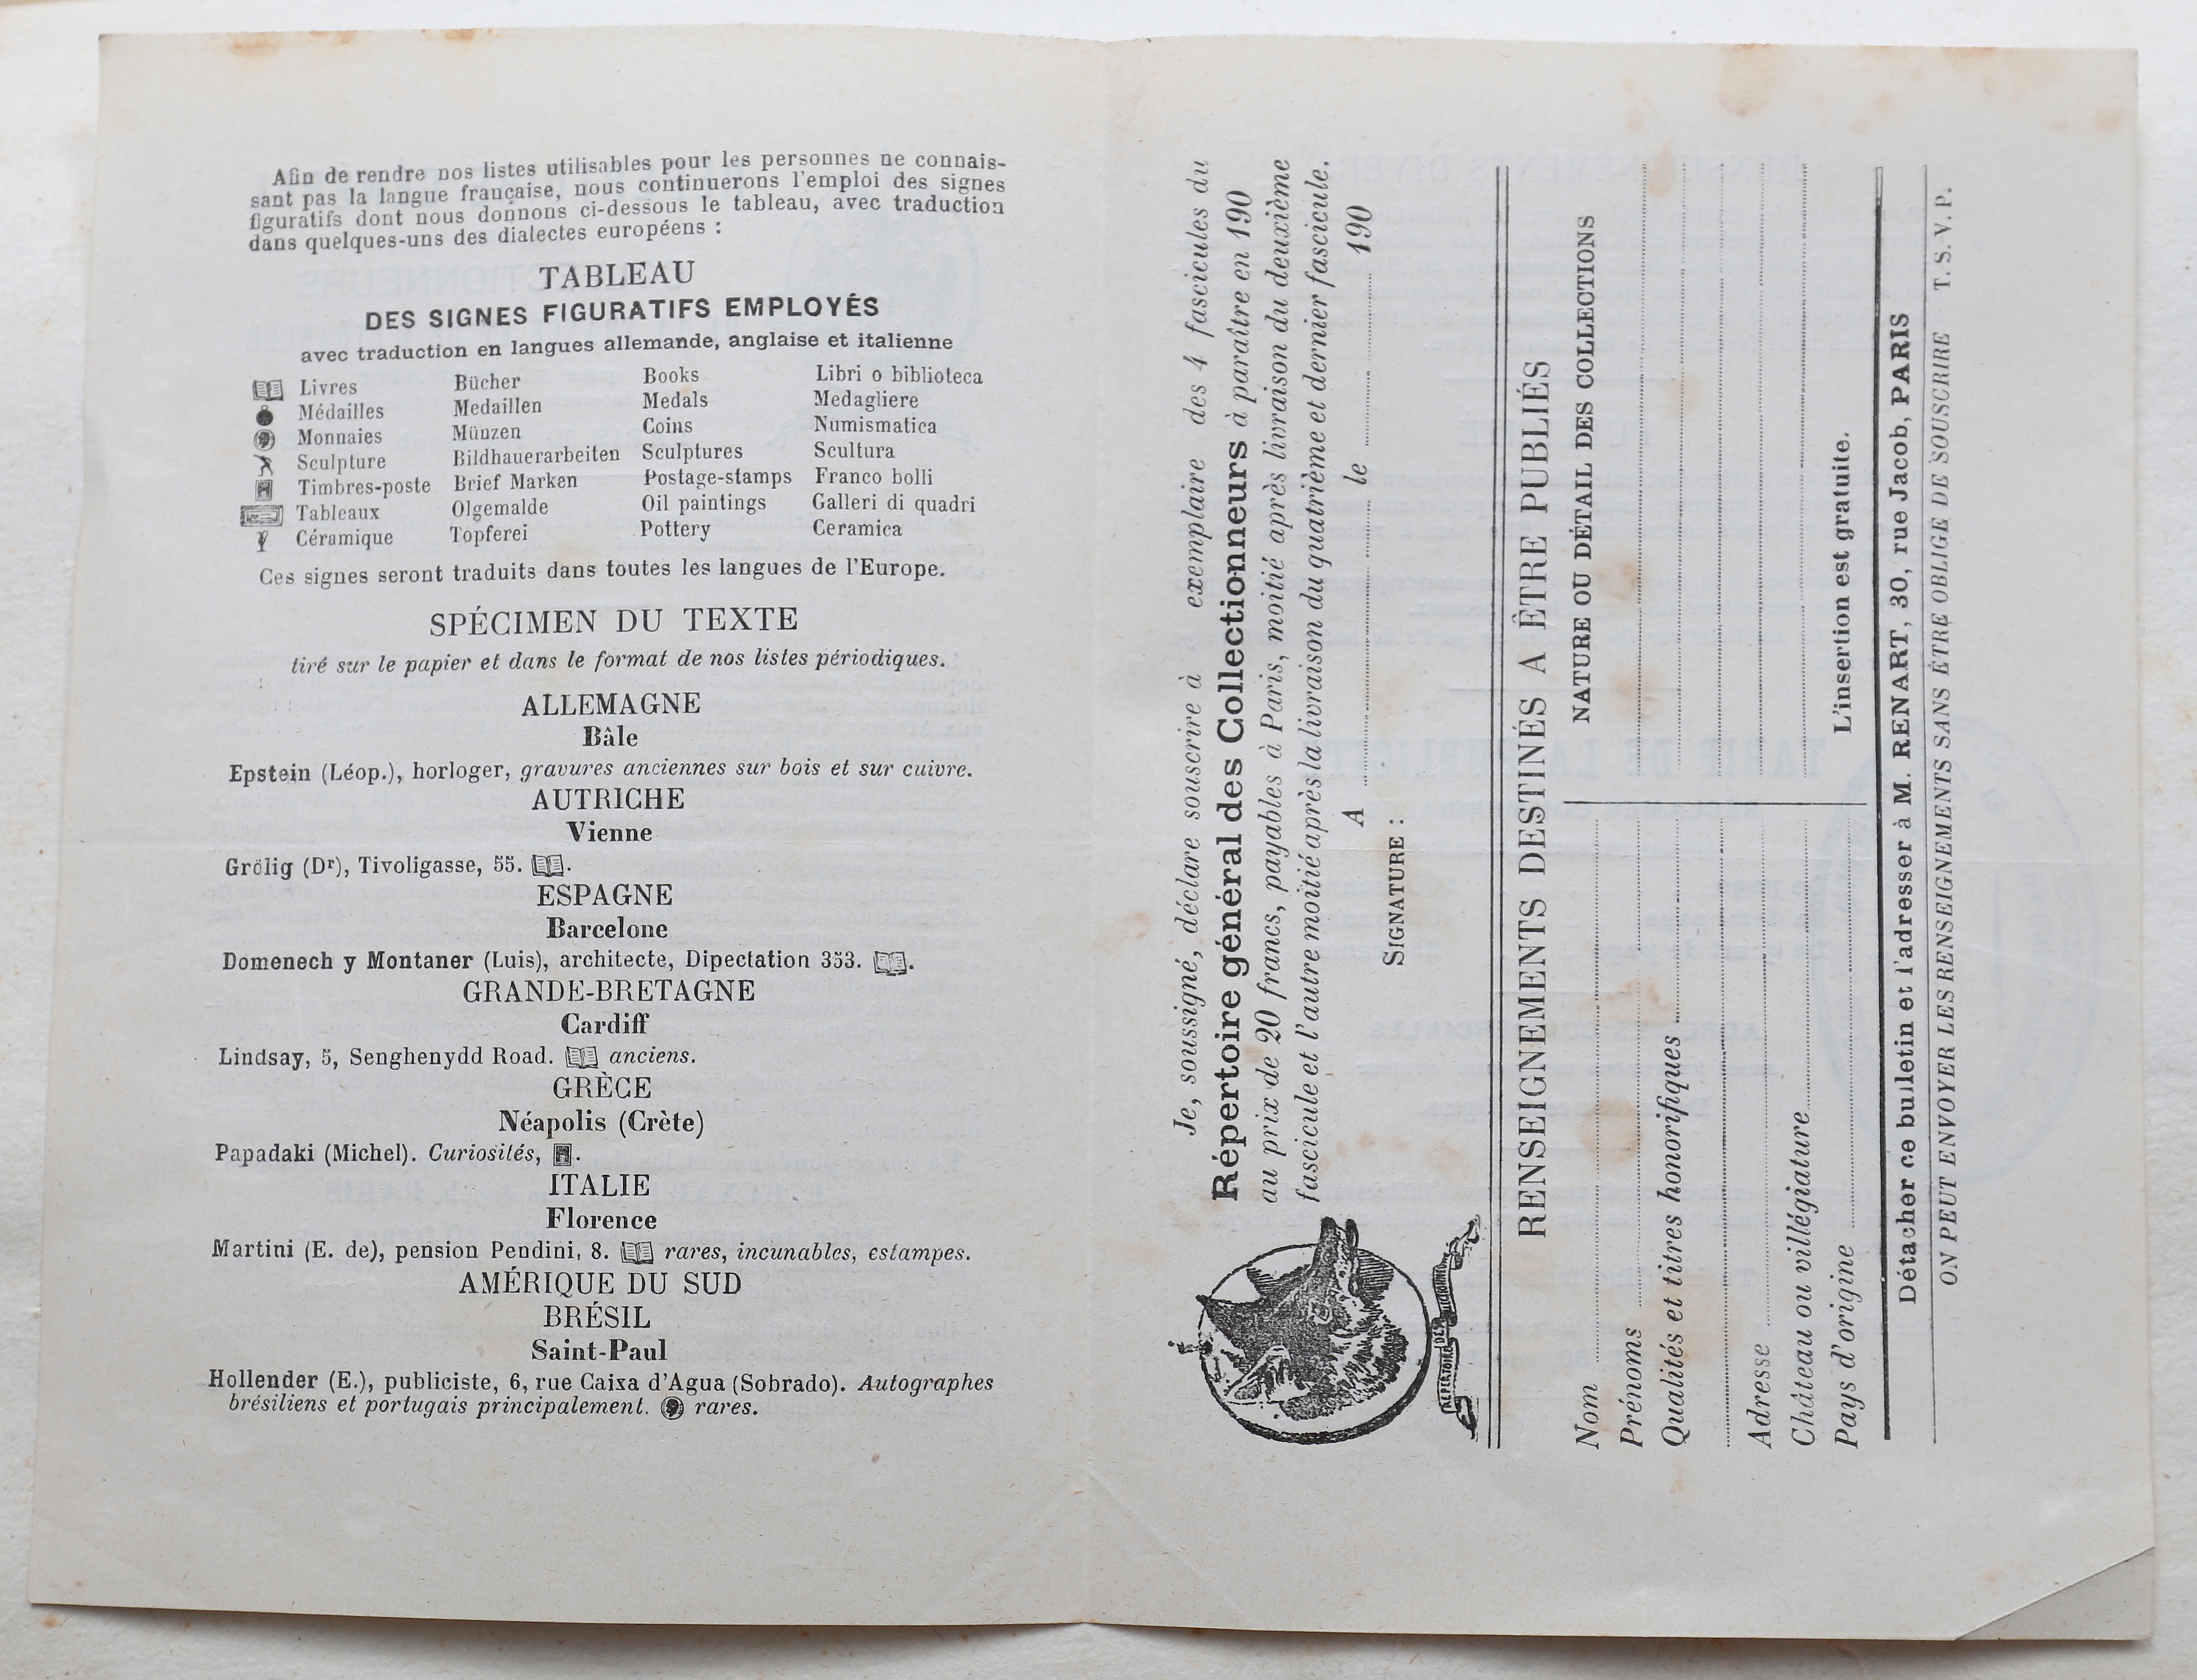 Afin de rendre nos listes utilisables pour les personnes ne connais-
sant pas la langue française, nous continuerons l'emploi des signes
figuratifs dont nous donnons ci-dessous le tableau, avec traduction
dans quelques-uns des dialectes européens :
TABLEAU
DES SIGNES FIGURATIFS EMPLOYÉS
avec traduction en langues allemande, anglaise et italienne
Livres Bücher Books Libri o biblioteca
Médailles Medaillen Medals Medagliere
Monnaies Münzen Coins Numismatica
Sculpture Bildhauerarbeiten Sculptures Scultura
Timbres-poste Brief Marken Postage-stamps Franco bolli
Tableaux Olgemalde Oil paintings Galleri di quadri
Céramique Topferei Pottery Ceramica
Ces signes seront traduits dans toutes les langues de l'Europe.
SPÉCIMEN DU TEXTE
tiré sur le papier et dans le format de nos listes périodiques.
ALLEMAGNE
Bâle
Epstein (Léop.), horloger, gravures anciennes sur bois et sur cuivre.
AUTRICHE
Vienne
Grölig (Dr), Tivoligasse, 55.
ESPAGNE
Barcelone
Domenech y Montaner (Luis), architecte, Dipectation 353.
GRANDE-BRETAGNE
Cardiff
Lindsay, 5, Senghenydd Road. anciens.
GRÈCE
Néapolis (Crète)
Papadaki (Michel). Curiosités,
ITALIE
Florence
Martini (E. de), pension Pendini, 8. rares, incunables, estampes.
AMÉRIQUE DU SUD
BRÉSIL
Saint-Paul
Hollender (E.), publiciste, 6, rue Caixa d'Agua (Sobrado). Autographes
brésiliens et portugais principalement. rares.
Je, soussigné, déclare souscrire à exemplaire des 4 fascicules du
Répertoire général des Collectionneurs à paraître en 190
au prix de 20 francs, payables à Paris, moitié après livraison du deuxième
fascicule et l'autre moitié après la livraison du quatrième et dernier fascicule.
A le 190
SIGNATURE :
RÉPERTOIRE DES
RENSEIGNEMENTS DESTINÉS A ÊTRE PUBLIÉS
Nom
Prénoms
Qualités et titres honorifiques
Adresse
Château ou villégiature
Pays d'origine
NATURE OU DÉTAIL DES COLLECTIONS
L'insertion est gratuite.
Détacher ce bulletin et l'adresser à M. RENART, 30, rue Jacob, PARIS
ON PEUT ENVOYER LES RENSEIGNEMENTS SANS ÊTRE OBLIGÉ DE SOUSCRIRE T. S. V. P.